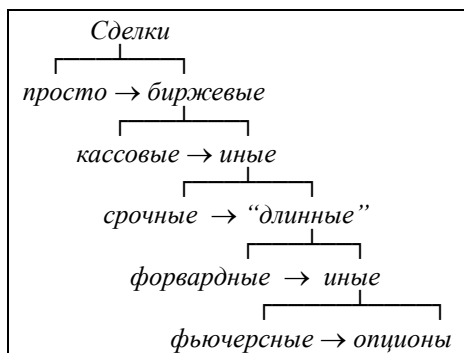 Сделки
просто → биржевые
кассовые → иные
срочные → “длинные”
форвардные → иные
фьючерсные → опционы